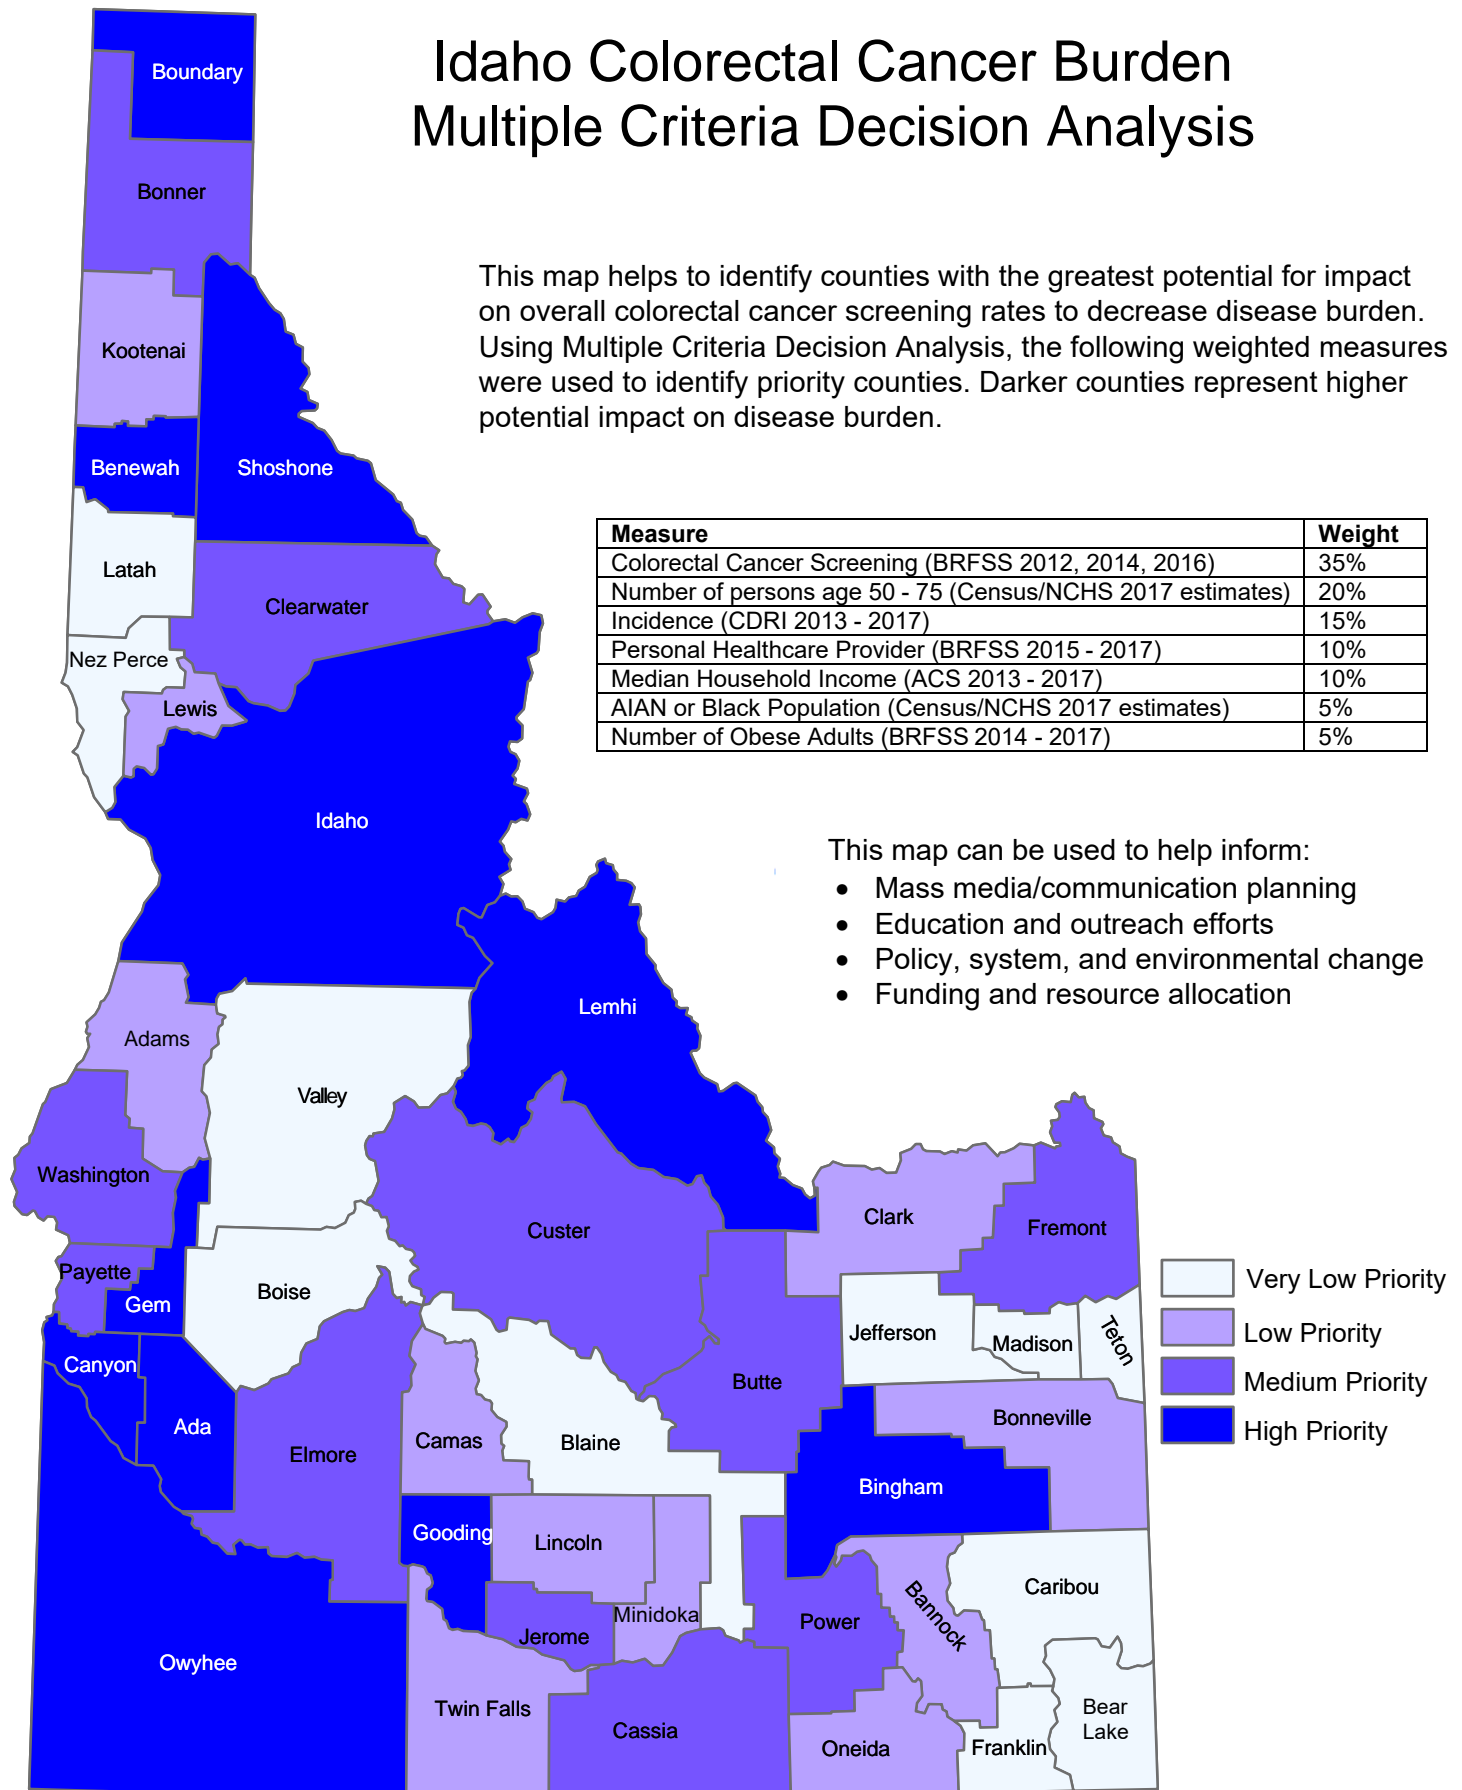 Idaho Colorectal Cancer Burden
Multiple Criteria Decision Analysis
This map helps to identify counties with the greatest potential for impact
on overall colorectal cancer screening rates to decrease disease burden.
Using Multiple Criteria Decision Analysis, the following weighted measures
were used to identify priority counties. Darker counties represent higher
potential impact on disease burden.
Measure Weight
Colorectal Cancer Screening (BRFSS 2012, 2014, 2016) 35%
Number of persons age 50 - 75 (Census/NCHS 2017 estimates) 20%
Incidence (CDRI 2013 - 2017) 15%
Personal Healthcare Provider (BRFSS 2015 - 2017) 10%
Median Household Income (ACS 2013 - 2017) 10%
AIAN or Black Population (Census/NCHS 2017 estimates) 5%
Number of Obese Adults (BRFSS 2014 - 2017) 5%
This map can be used to help inform:
• Mass media/communication planning
• Education and outreach efforts
• Policy, system, and environmental change
• Funding and resource allocation
Boundary
Bonner
Kootenai
Benewah
Shoshone
Latah
Clearwater
Nez Perce
Lewis
Idaho
Lemhi
Adams
Valley
Washington
Custer
Clark
Fremont
Payette
Boise
Gem
Jefferson
Madison
Teton
Canyon
Butte
Ada
Bonneville
Elmore
Camas
Blaine
Bingham
Gooding
Lincoln
Caribou
Minidoka
Bannock
Power
Jerome
Owyhee
Twin Falls
Cassia
Oneida
Franklin
Bear
Lake
Very Low Priority
Low Priority
Medium Priority
High Priority